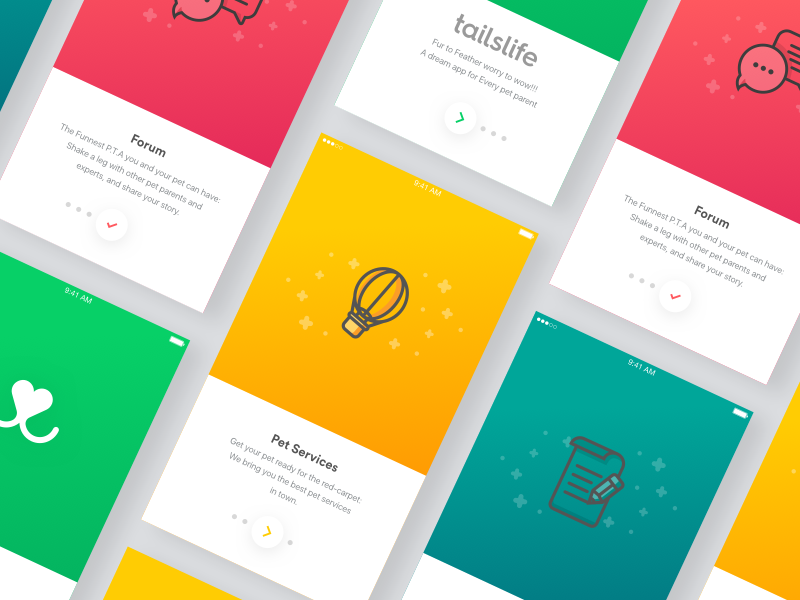 tailslife
Fur to Feather worry to wow!!!
A dream app for Every pet parent
Forum
The Funnest P.T.A you and your pet can have:
Shake a leg with other pet parents and
experts, and share your story.
9:41 AM
Pet Services
Get your pet ready for the red-carpet.
We bring you the best pet services
in town.
Forum
The Funnest P.T.A you and your pet can have:
Shake a leg with other pet parents and
experts, and share your story.
9:41 AM
9:41 AM